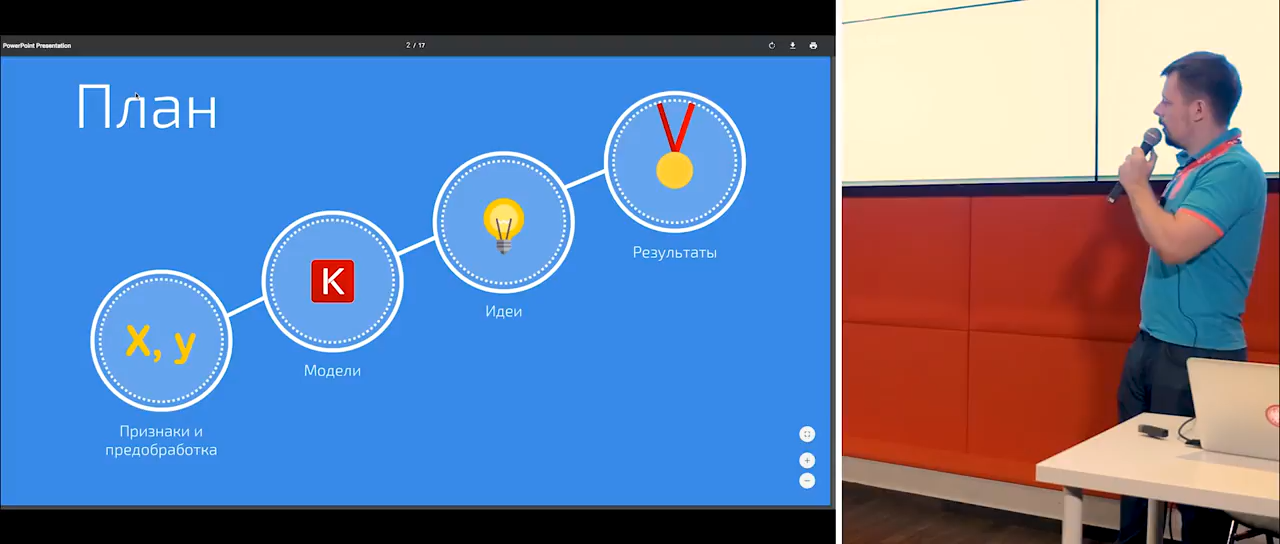 PowerPoint Presentation
2 / 17
План
Результаты
Идеи
K
Модели
X, y
Признаки и
предобработка